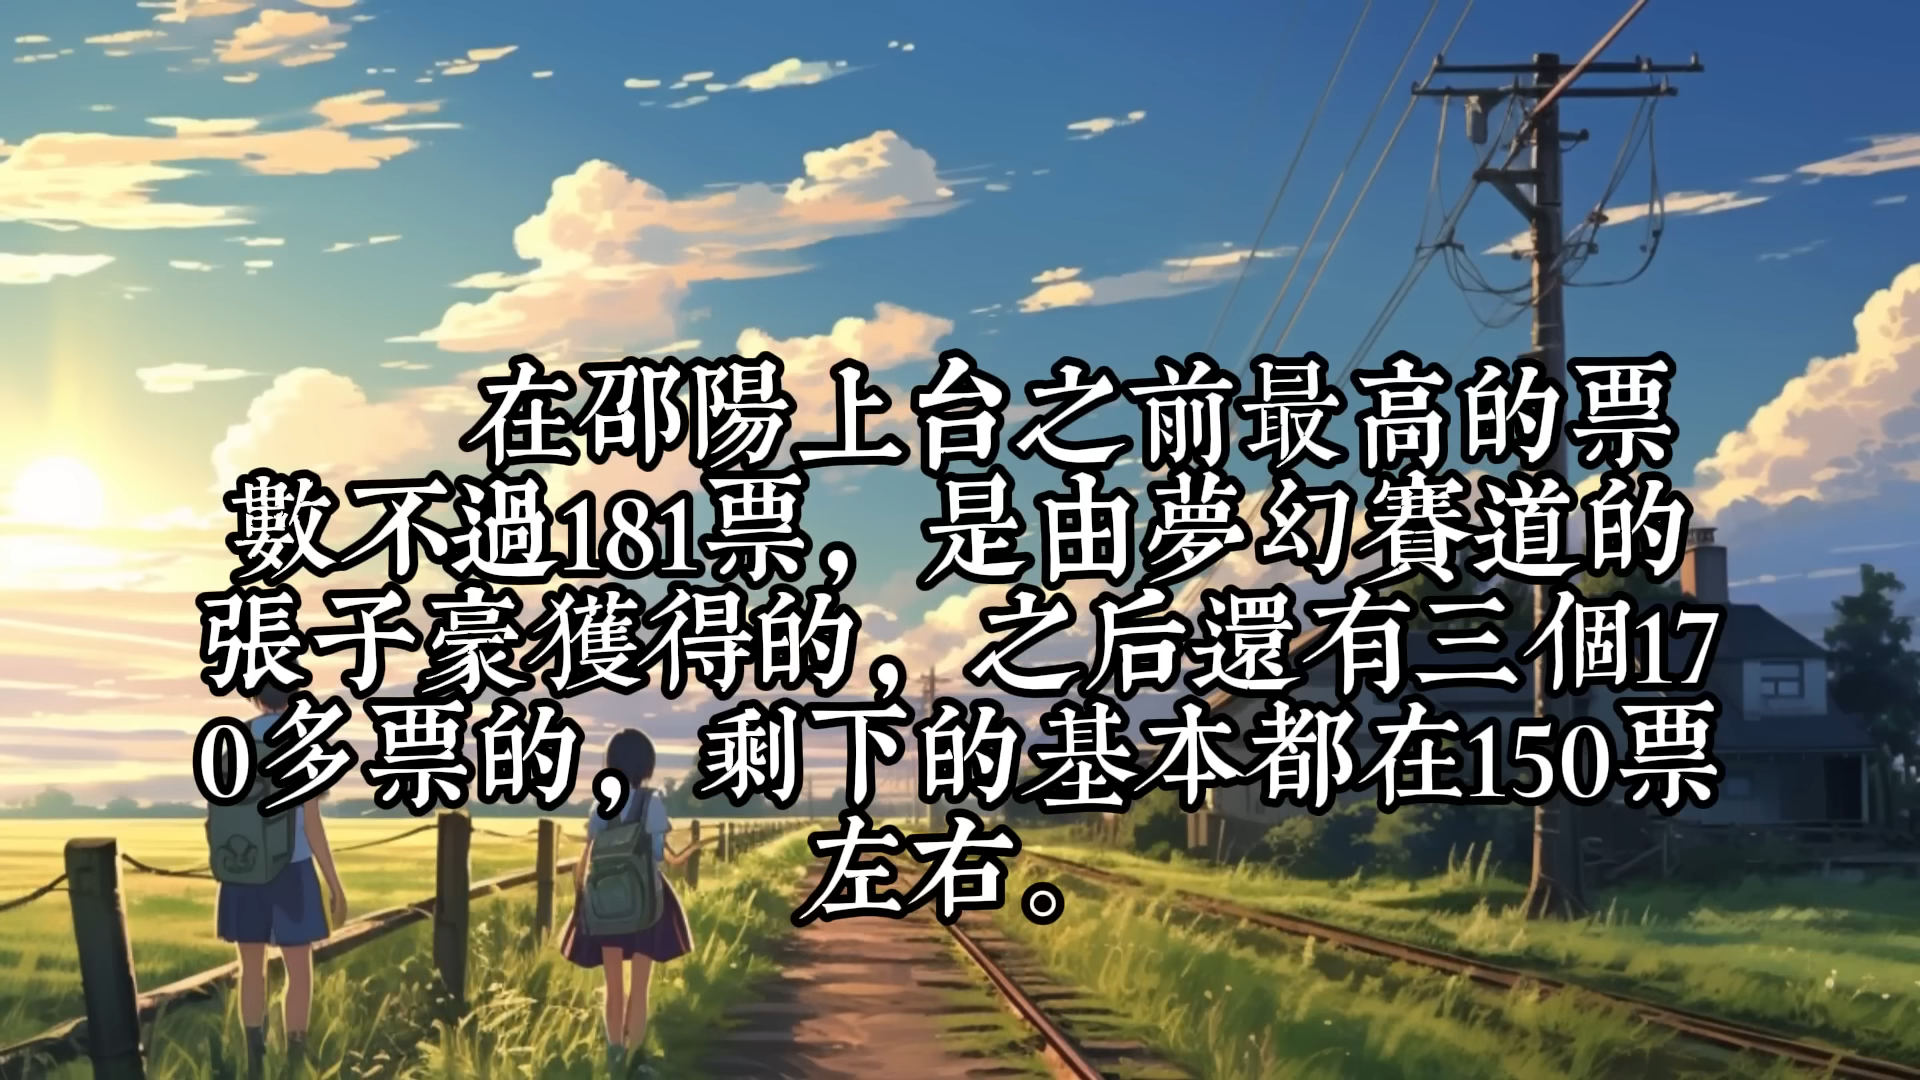 在邵陽上台之前最高的票
數不過181票，是由夢幻賽道的
張子豪獲得的，之后還有三個17
0多票的，剩下的基本都在150票
左右。